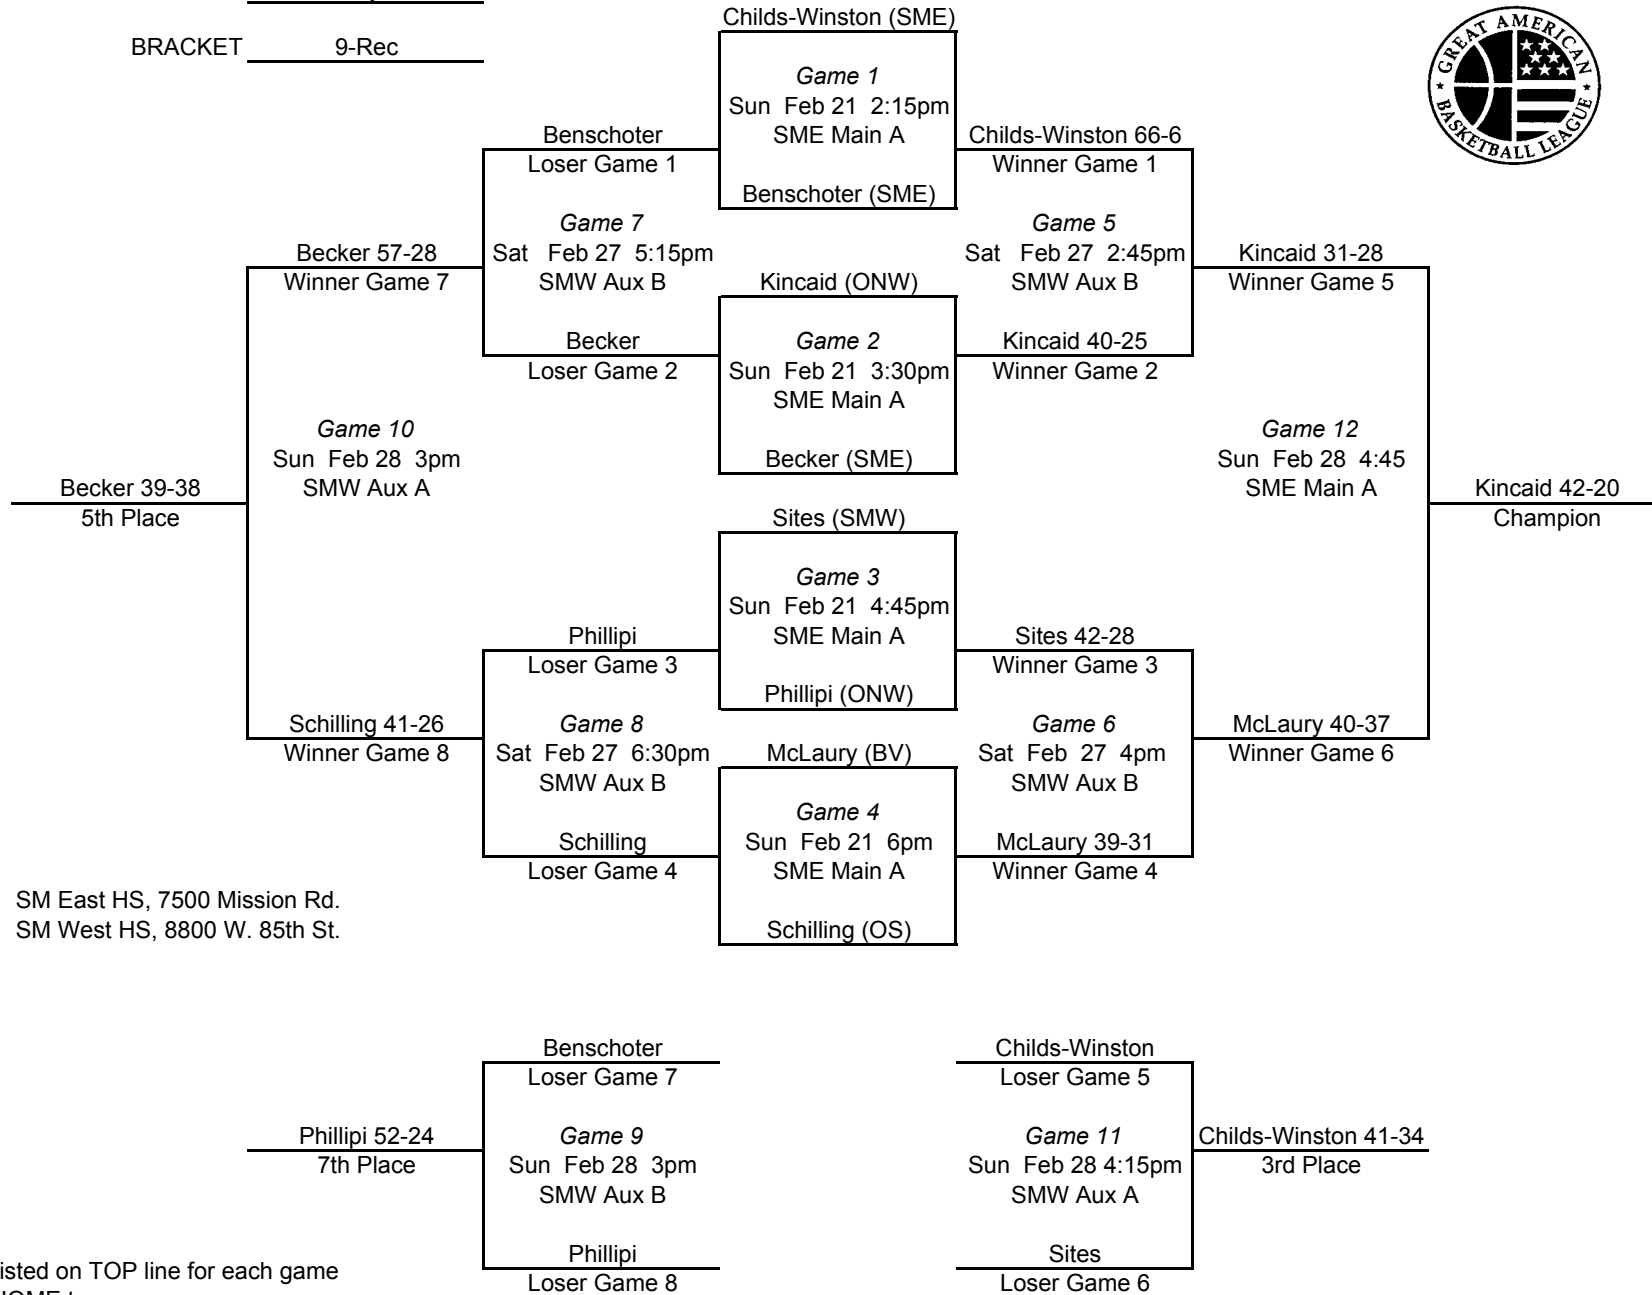 BRACKET 9-Rec
GREAT AMERICAN
BASKETBALL LEAGUE
Childs-Winston (SME)
Game 1
Sun Feb 21 2:15pm
SME Main A
Benschoter (SME)
Benschoter
Loser Game 1
Childs-Winston 66-6
Winner Game 1
Game 7
Sat Feb 27 5:15pm
SMW Aux B
Game 5
Sat Feb 27 2:45pm
SMW Aux B
Becker 57-28
Winner Game 7
Kincaid 31-28
Winner Game 5
Kincaid (ONW)
Game 2
Sun Feb 21 3:30pm
SME Main A
Becker (SME)
Becker
Loser Game 2
Kincaid 40-25
Winner Game 2
Game 10
Sun Feb 28 3pm
SMW Aux A
Game 12
Sun Feb 28 4:45
SME Main A
Becker 39-38
5th Place
Kincaid 42-20
Champion
Sites (SMW)
Game 3
Sun Feb 21 4:45pm
SME Main A
Phillipi (ONW)
Phillipi
Loser Game 3
Sites 42-28
Winner Game 3
Schilling 41-26
Winner Game 8
Game 8
Sat Feb 27 6:30pm
SMW Aux B
Game 6
Sat Feb 27 4pm
SMW Aux B
McLaury 40-37
Winner Game 6
McLaury (BV)
Game 4
Sun Feb 21 6pm
SME Main A
Schilling (OS)
Schilling
Loser Game 4
McLaury 39-31
Winner Game 4
SM East HS, 7500 Mission Rd.
SM West HS, 8800 W. 85th St.
Benschoter
Loser Game 7
Game 9
Sun Feb 28 3pm
SMW Aux B
Phillipi 52-24
7th Place
Phillipi
Loser Game 8
Childs-Winston
Loser Game 5
Game 11
Sun Feb 28 4:15pm
SMW Aux A
Childs-Winston 41-34
3rd Place
Sites
Loser Game 6
isted on TOP line for each game